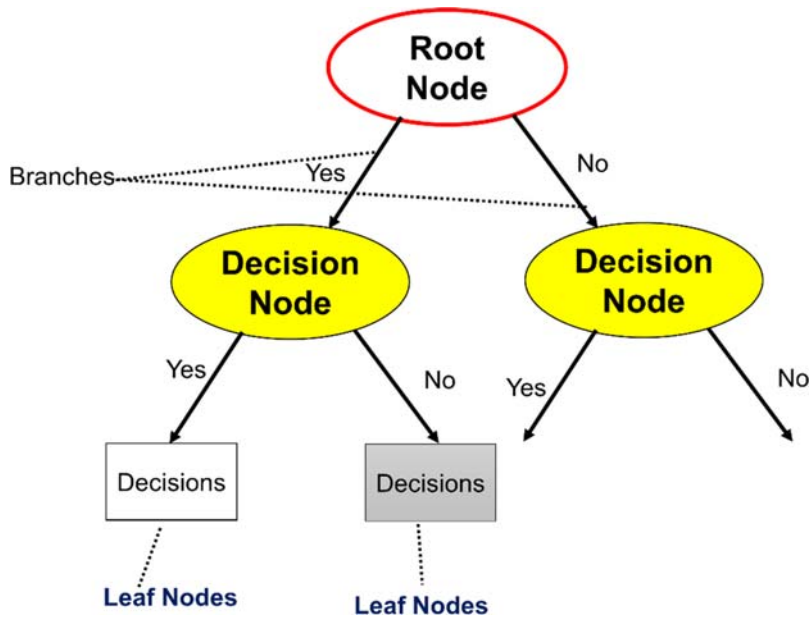 Root
Node
Branches
Yes
No
Decision
Node
Decision
Node
Yes
No
Yes
No
Decisions
Decisions
Leaf Nodes
Leaf Nodes